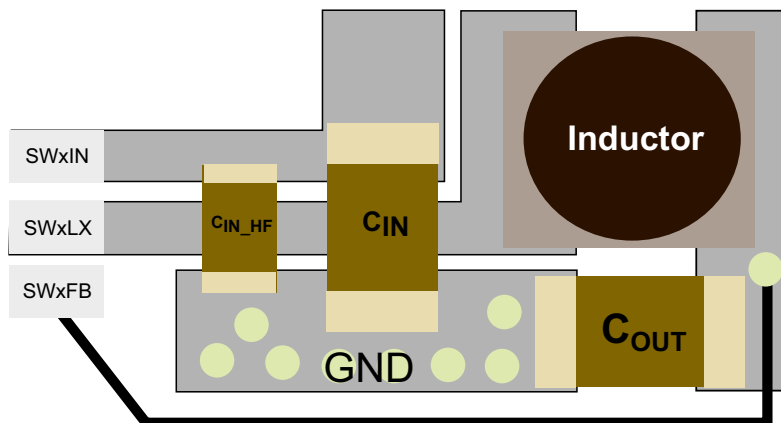 Inductor
SWxIN
SWxLX
CIN_HF
CIN
SWxFB
COUT
GND